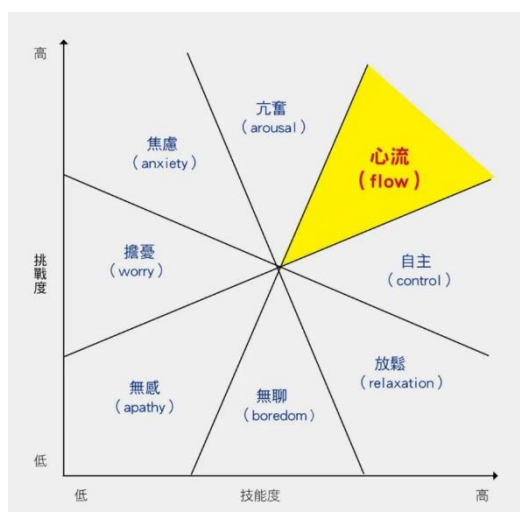 高
亢奮
（arousal）
焦慮
（anxiety）
心流
（flow）
擔憂
（worry）
挑戰度
自主
（control）
放鬆
（relaxation）
無感
（apathy）
無聊
（boredom）
低
低
技能度
高